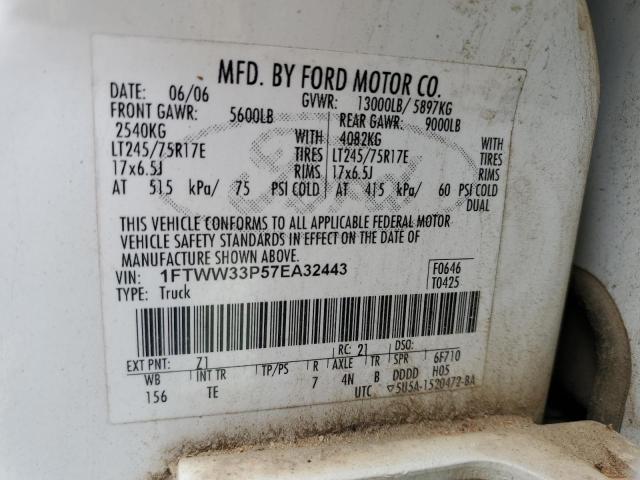 MFD. BY FORD MOTOR CO.
DATE: 06/06 GVWR: 13000LB/ 5897KG
FRONT GAWR: 5600LB REAR GAWR: 9000LB
2540KG WITH 4082KG WITH
LT245/75R17E TIRES LT245/75R17E TIRES
17x6.5J RIMS 17x6.5J RIMS
AT 515 kPa/ 75 PSI COLD AT 415 kPa/ 60 PSI COLD
DUAL
Ford
THIS VEHICLE CONFORMS TO ALL APPLICABLE FEDERAL MOTOR
VEHICLE SAFETY STANDARDS IN EFFECT ON THE DATE OF
MANUFACTURE SHOWN ABOVE.
VIN: 1FTWW33P57EA32443 F0646
TYPE: Truck T0425
EXT PNT: Z1 RC: 21 DSO:
WB INT TR TP/PS R AXLE TR SPR 6F710
156 TE 7 4N B DDDD H05
UTC ▽5U5A-1520472-BA